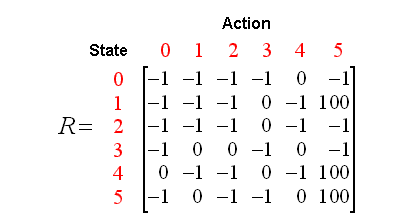 Action
State 0 1 2 3 4 5
0 −1 −1 −1 −1 0 −1
1 −1 −1 −1 0 −1 100
R= 2 −1 −1 −1 0 −1 −1
3 −1 0 0 −1 0 −1
4 0 −1 −1 0 −1 100
5 −1 0 −1 −1 0 100